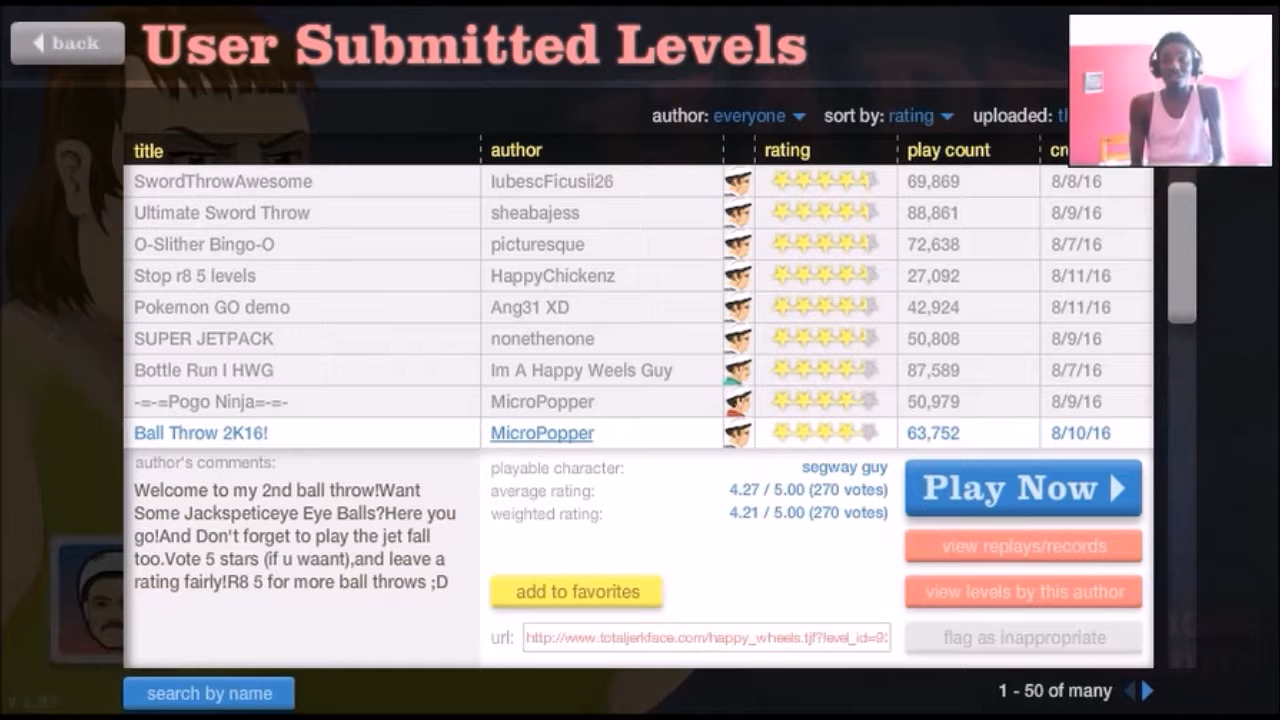 back
User Submitted Levels
author: everyone sort by: rating uploaded:
title author rating play count
SwordThrowAwesome IubescFicusii26 69,869 8/8/16
Ultimate Sword Throw sheabajess 88,861 8/9/16
O-Slither Bingo-O picturesque 72,638 8/7/16
Stop r8 5 levels HappyChickenz 27,092 8/11/16
Pokemon GO demo Ang31 XD 42,924 8/11/16
SUPER JETPACK nonethenone 50,808 8/9/16
Bottle Run I HWG Im A Happy Weels Guy 87,589 8/7/16
-=-=Pogo Ninja=-=- MicroPopper 50,979 8/9/16
Ball Throw 2K16! MicroPopper 63,752 8/10/16
author's comments:
Welcome to my 2nd ball throw!Want
Some Jackspeticeye Eye Balls?Here you
go!And Don't forget to play the jet fall
too.Vote 5 stars (if u waant),and leave a
rating fairly!R8 5 for more ball throws ;D
playable character: segway guy
average rating: 4.27 / 5.00 (270 votes)
weighted rating: 4.21 / 5.00 (270 votes)
add to favorites
url: http://www.totaljerkface.com/happy_wheels.tjf?level_id=9
Play Now
view replays/records
view levels by this author
flag as inappropriate
search by name
1 - 50 of many